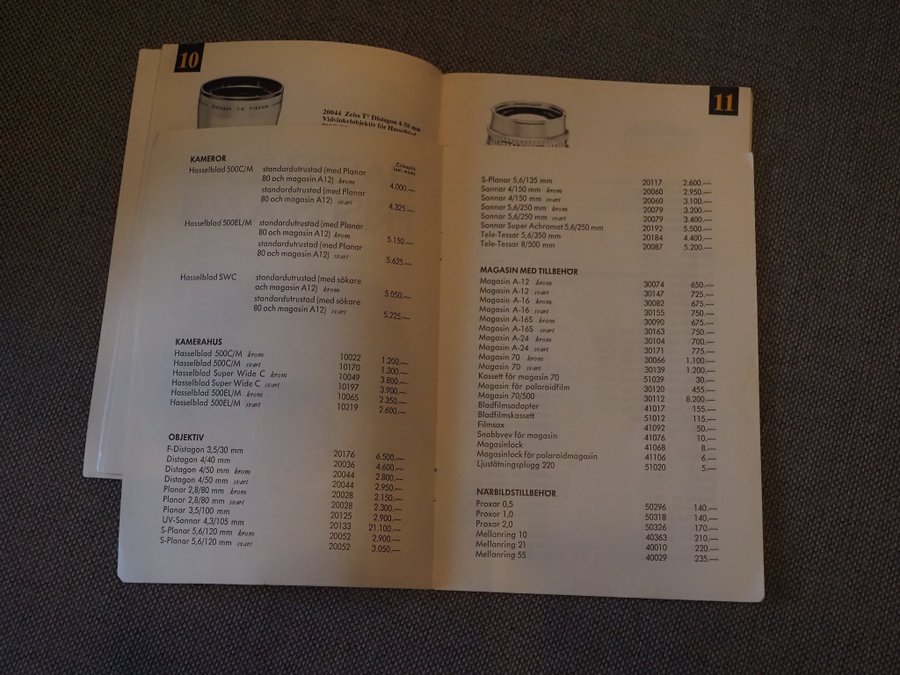 10
Distagon 1:4 f=50mm
20044 Zeiss T* Distagon 4/50 mm
Vidvinkelobjektiv för Hasselblad
KAMEROR
Cirkapris
inkl. moms
Hasselblad 500C/M standardutrustad (med Planar
80 och magasin A12) krom 4.000.—
standardutrustad (med Planar
80 och magasin A12) svart 4.325.—
Hasselblad 500EL/M standardutrustad (med Planar
80 och magasin A12) krom 5.150.—
standardutrustad (med Planar
80 och magasin A12) svart 5.625.—
Hasselblad SWC standardutrustad (med sökare
och magasin A12) krom 5.050.—
standardutrustad (med sökare
och magasin A12) svart 5.225.—
KAMERAHUS
Hasselblad 500C/M krom 10022 1.200.—
Hasselblad 500C/M svart 10170 1.300.—
Hasselblad Super Wide C krom 10049 3.800.—
Hasselblad Super Wide C svart 10197 3.900.—
Hasselblad 500EL/M krom 10065 2.350.—
Hasselblad 500EL/M svart 10219 2.600.—
OBJEKTIV
F-Distagon 3,5/30 mm 20176 6.500.—
Distagon 4/40 mm 20036 4.600.—
Distagon 4/50 mm krom 20044 2.800.—
Distagon 4/50 mm svart 20044 2.950.—
Planar 2,8/80 mm krom 20028 2.150.—
Planar 2,8/80 mm svart 20028 2.300.—
Planar 3,5/100 mm 20125 2.900.—
UV-Sonnar 4,3/105 mm 20133 21.100.—
S-Planar 5,6/120 mm krom 20052 2.900.—
S-Planar 5,6/120 mm svart 20052 3.050.—
11
S-Planar 5,6/135 mm 20117 2.600.—
Sonnar 4/150 mm krom 20060 2.950.—
Sonnar 4/150 mm svart 20060 3.100.—
Sonnar 5,6/250 mm krom 20079 3.200.—
Sonnar 5,6/250 mm svart 20079 3.400.—
Sonnar Super Achromat 5,6/250 mm 20192 5.500.—
Tele-Tessar 5,6/350 mm 20184 4.400.—
Tele-Tessar 8/500 mm 20087 5.200.—
MAGASIN MED TILLBEHÖR
Magasin A-12 krom 30074 650.—
Magasin A-12 svart 30147 725.—
Magasin A-16 krom 30082 675.—
Magasin A-16 svart 30155 750.—
Magasin A-16S krom 30090 675.—
Magasin A-16S svart 30163 750.—
Magasin A-24 krom 30104 700.—
Magasin A-24 svart 30171 775.—
Magasin 70 krom 30066 1.100.—
Magasin 70 svart 30139 1.200.—
Kassett för magasin 70 51039 30.—
Magasin för polaroidfilm 30120 455.—
Magasin 70/500 30112 8.200.—
Bladfilmsadapter 41017 155.—
Bladfilmskassett 51012 115.—
Filmsax 41092 50.—
Snabbvev för magasin 41076 10.—
Magasinlock 41068 8.—
Magasinlock för polaroidmagasin 41106 6.—
Ljustätningsplugg 220 51020 5.—
NÄRBILDSTILLBEHÖR
Proxar 0,5 50296 140.—
Proxar 1,0 50318 140.—
Proxar 2,0 50326 170.—
Mellanring 10 40363 210.—
Mellanring 21 40010 220.—
Mellanring 55 40029 235.—